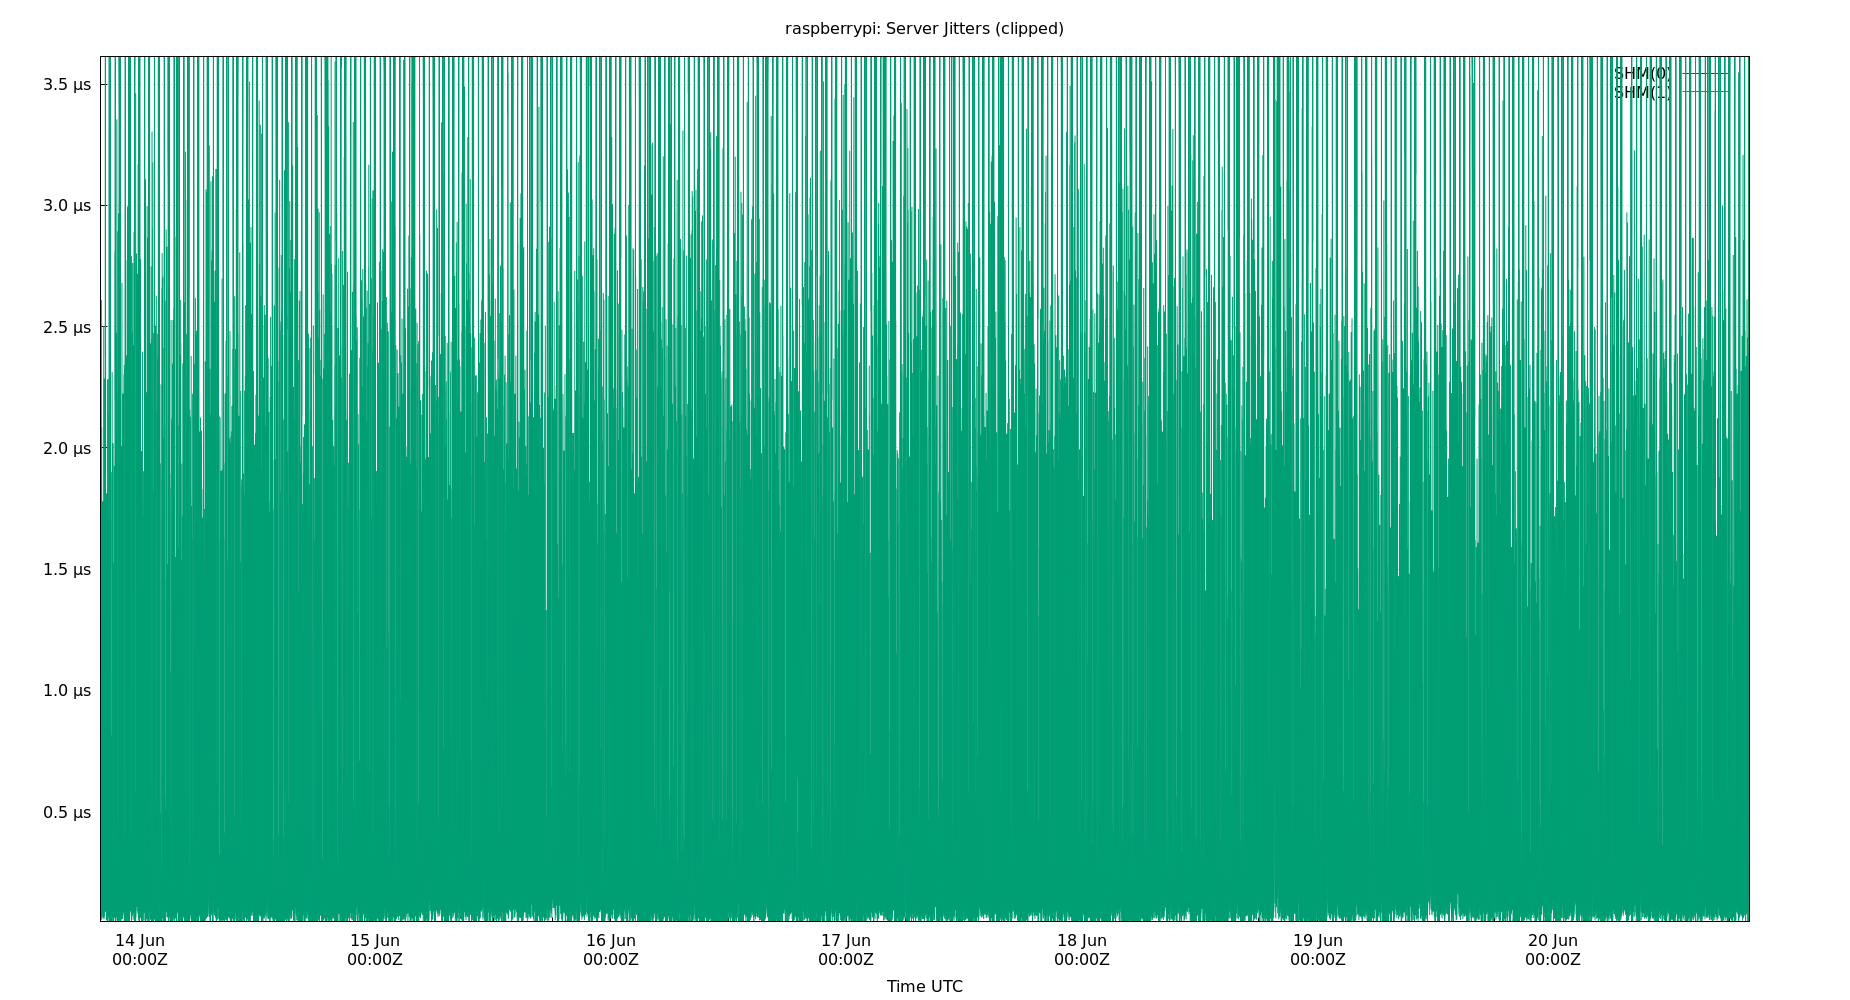 raspberrypi: Server Jitters (clipped)
SHM(0)
SHM(1)
3.5 µs
3.0 µs
2.5 µs
2.0 µs
1.5 µs
1.0 µs
0.5 µs
14 Jun 15 Jun 16 Jun 17 Jun 18 Jun 19 Jun 20 Jun
00:00Z 00:00Z 00:00Z 00:00Z 00:00Z 00:00Z 00:00Z
Time UTC